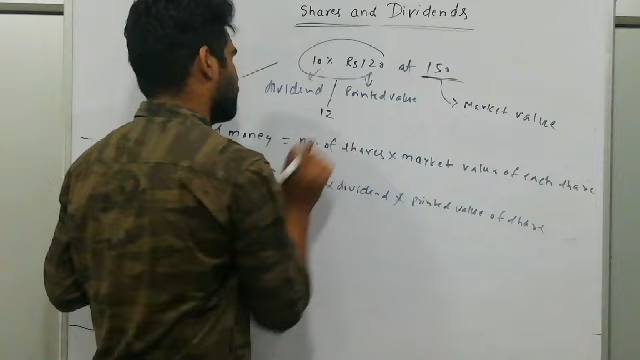 Shares and Dividends
10% Rs 120 at 150
dividend Printed value Market value
12
money = no. of shares x market value of each share
dividend x printed value of share